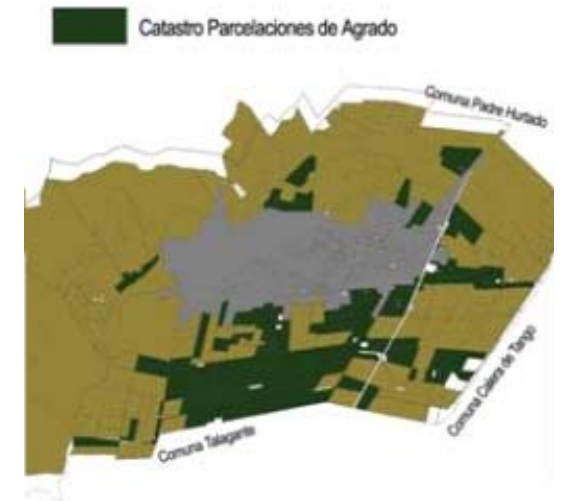 Catastro Parcelaciones de Agrado
Comuna Padre Hurtado
Comuna Calera de Tango
Comuna Talagante